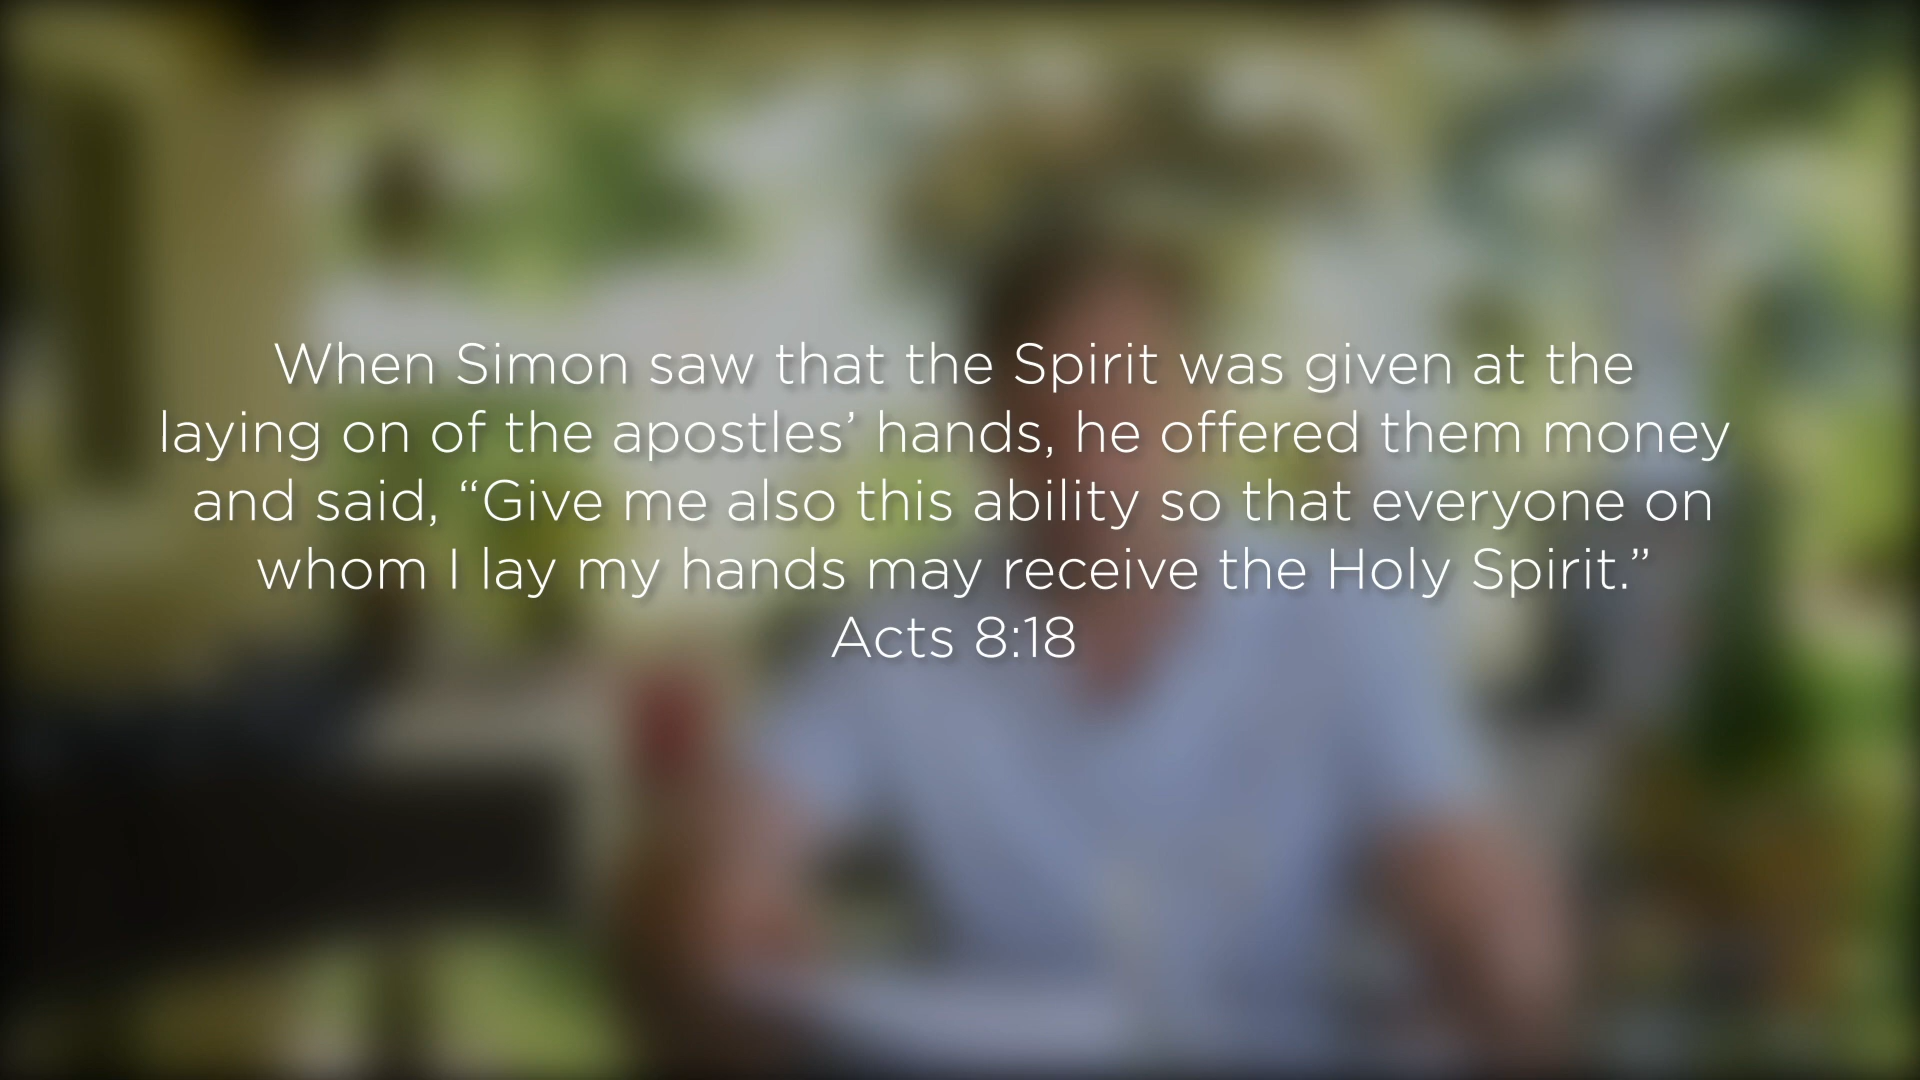 When Simon saw that the Spirit was given at the
laying on of the apostles’ hands, he offered them money
and said, “Give me also this ability so that everyone on
whom I lay my hands may receive the Holy Spirit.”
Acts 8:18